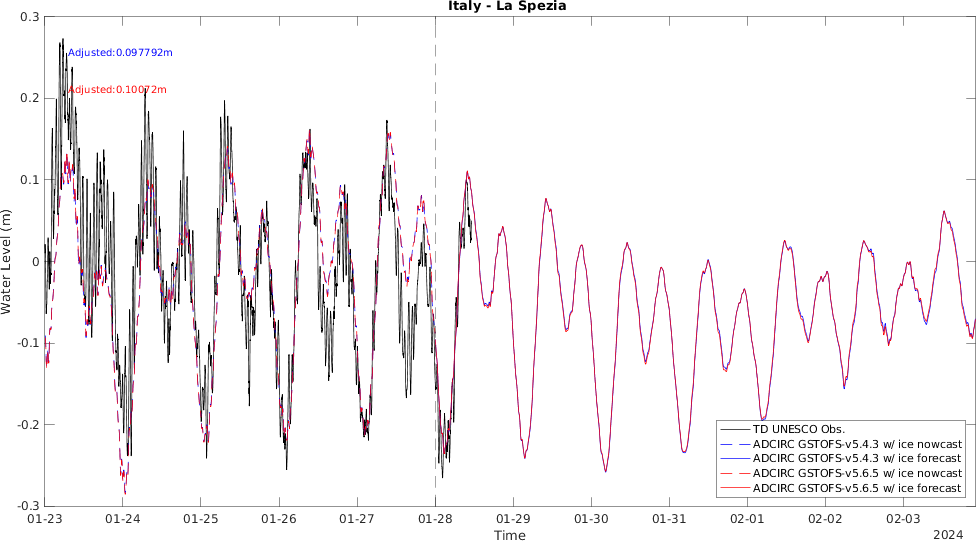 Italy - La Spezia
0.3
Adjusted:0.097792m
Adjusted:0.10072m
0.2
0.1
0
-0.1
-0.2
-0.3
Water Level (m)
TD UNESCO Obs.
ADCIRC GSTOFS-v5.4.3 w/ ice nowcast
ADCIRC GSTOFS-v5.4.3 w/ ice forecast
ADCIRC GSTOFS-v5.6.5 w/ ice nowcast
ADCIRC GSTOFS-v5.6.5 w/ ice forecast
01-23 01-24 01-25 01-26 01-27 01-28 01-29 01-30 01-31 02-01 02-02 02-03
Time
2024